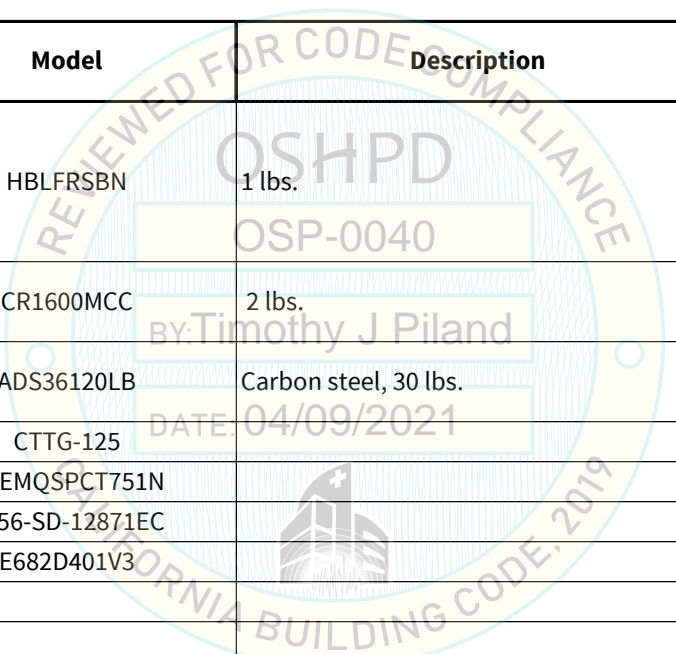 Model Description
REVIEWED FOR CODE COMPLIANCE
OSHPD
HBLFRSBN 1 lbs.
OSP-0040
CR1600MCC 2 lbs.
BY:Timothy J Piland
ADS36120LB Carbon steel, 30 lbs.
DATE: 04/09/2021
CTTG-125
EMQSPCT751N
56-SD-12871EC
E682D401V3
CALIFORNIA BUILDING CODE, 2019